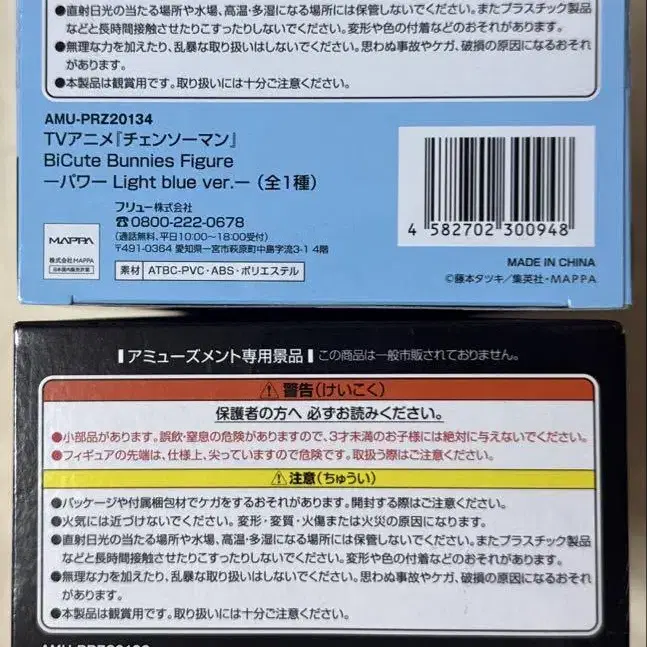 ●直射日光の当たる場所や水場、高温・多湿になる場所には保管しないでください。またプラスチック製品
などと長時間接触させたりこすったりしないでください。変形や色の付着などのおそれがあります。
●無理な力を加えたり、乱暴な取り扱いはしないでください。思わぬ事故やケガ、破損の原因になるおそれ
があります。
●本製品は観賞用です。取り扱いには十分ご注意ください。
AMU-PRZ20134
TVアニメ『チェンソーマン』
BiCute Bunnies Figure
ーパワー Light blue ver.ー（全1種）
フリュー株式会社
☎0800-222-0678
(通話無料、平日10:00～18:00受付)
〒491-0364 愛知県一宮市萩原町中島字流3-1 4階
MAPPA
株式会社MAPPA
日本国内販売許諾
素材 ATBC-PVC・ABS・ポリエステル
4 582702 300948
MADE IN CHINA
©藤本タツキ／集英社・MAPPA
アミューズメント専用景品 この商品は一般市販されておりません。
⚠警告(けいこく)
保護者の方へ 必ずお読みください。
●小部品があります。誤飲・窒息の危険がありますので、3才未満のお子様には絶対に与えないでください。
●フィギュアの先端は、仕様上、尖っていますので危険です。取扱う際はご注意ください。
⚠注意(ちゅうい)
●パッケージや付属梱包材でケガをするおそれがあります。開封する際はご注意ください。
●火気には近づけないでください。変形・変質・火傷または火災の原因になります。
●直射日光の当たる場所や水場、高温・多湿になる場所には保管しないでください。またプラスチック製品
などと長時間接触させたりこすったりしないでください。変形や色の付着などのおそれがあります。
●無理な力を加えたり、乱暴な取り扱いはしないでください。思わぬ事故やケガ、破損の原因になるおそれ
があります。
●本製品は観賞用です。取り扱いには十分ご注意ください。